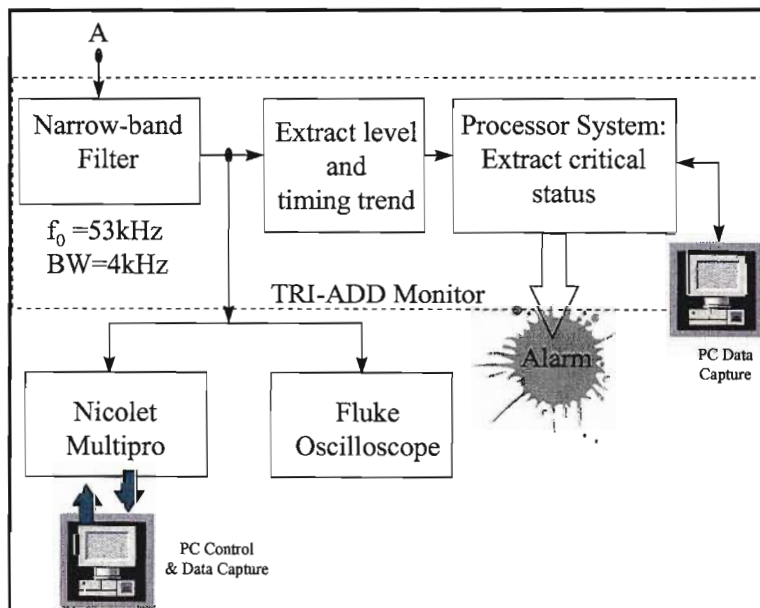 A
Narrow-band
Filter
Extract level
and
timing trend
Processor System:
Extract critical
status
f₀ =53kHz
BW=4kHz
TRI-ADD Monitor
Alarm
PC Data
Capture
Nicolet
Multipro
Fluke
Oscilloscope
PC Control
& Data Capture